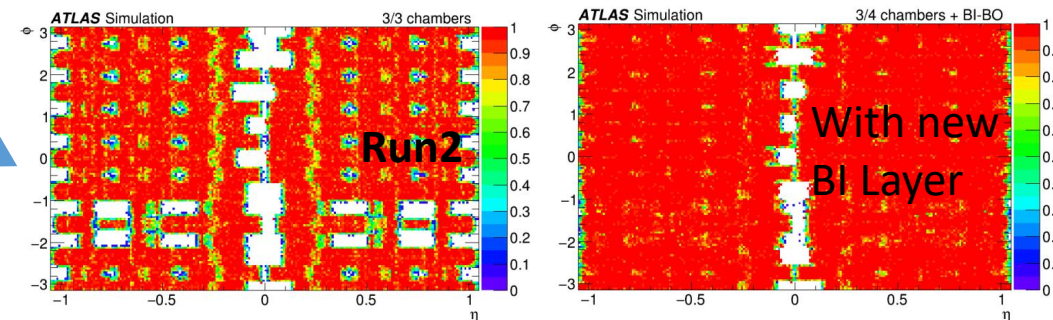 ATLAS Simulation 3/3 chambers
ϕ
3
2
1
0
−1
−2
−3
−1 −0.5 0 0.5 1
η
1
0.9
0.8
0.7
0.6
0.5
0.4
0.3
0.2
0.1
0
Run2
ATLAS Simulation 3/4 chambers + BI-BO
ϕ
3
2
1
0
−1
−2
−3
−1 −0.5 0 0.5 1
η
1
With new
BI Layer